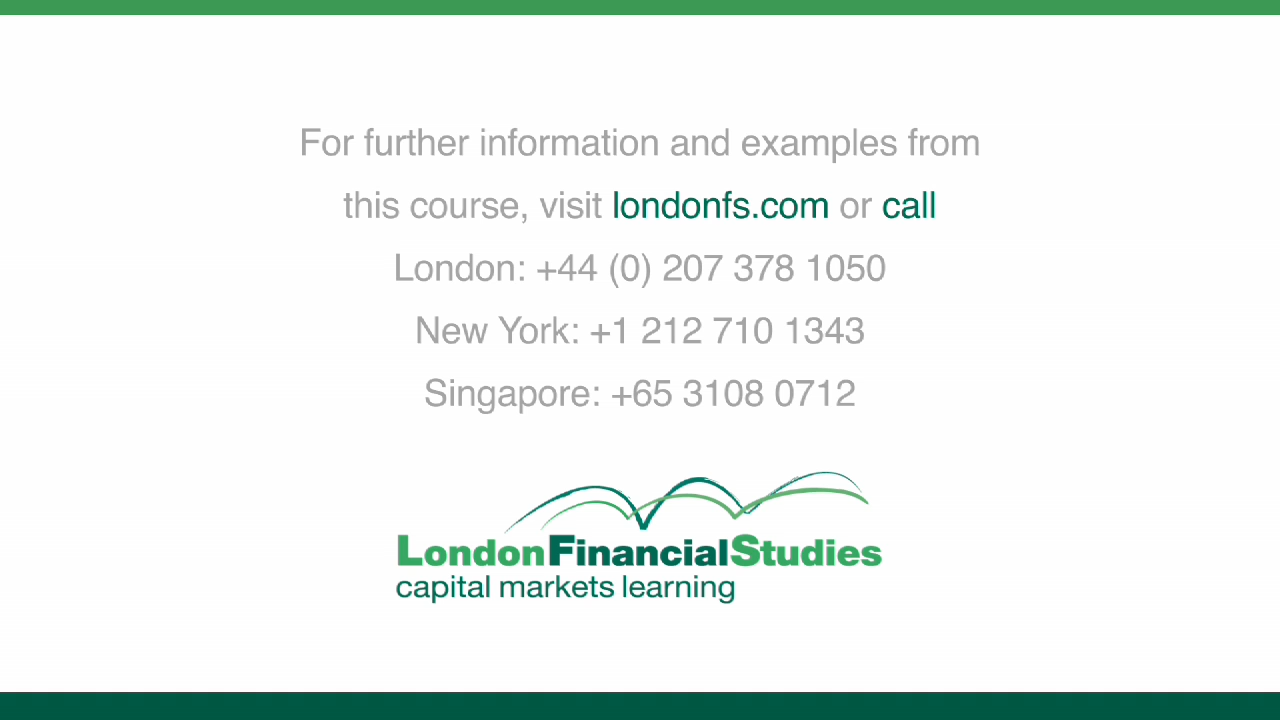 For further information and examples from
this course, visit londonfs.com or call
London: +44 (0) 207 378 1050
New York: +1 212 710 1343
Singapore: +65 3108 0712
LondonFinancialStudies
capital markets learning